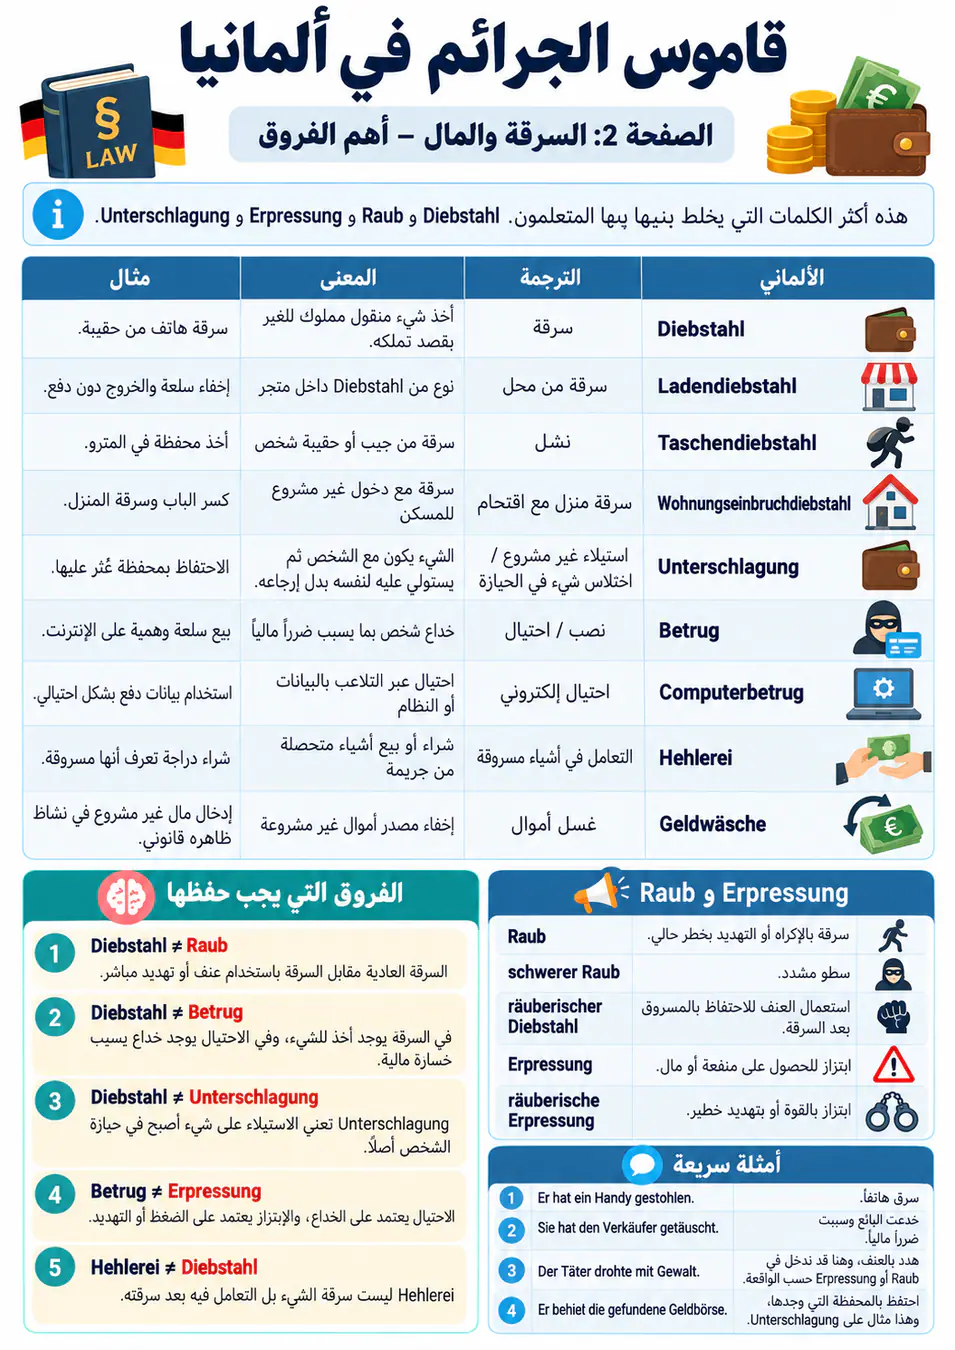 قاموس الجرائم في ألمانيا
§
LAW
€
الصفحة 2: السرقة والمال – أهم الفروق
هذه أكثر الكلمات التي يخلط بنيها پبها المتعلمون. Diebstahl و Raub و Erpressung و Unterschlagung.
الألماني | الترجمة | المعنى | مثال
Diebstahl | سرقة | أخذ شيء منقول مملوك للغير بقصد تملكه. | سرقة هاتف من حقيبة.
Ladendiebstahl | سرقة من محل | نوع من Diebstahl داخل متجر | إخفاء سلعة والخروج دون دفع.
Taschendiebstahl | نشل | سرقة من جيب أو حقيبة شخص | أخذ محفظة في المترو.
Wohnungseinbruchdiebstahl | سرقة منزل مع اقتحام | سرقة مع دخول غير مشروع للمسكن | كسر الباب وسرقة المنزل.
Unterschlagung | استيلاء غير مشروع / اختلاس شيء في الحيازة | الشيء يكون مع الشخص ثم يستولي عليه لنفسه بدل إرجاعه. | الاحتفاظ بمحفظة عُثر عليها.
Betrug | نصب / احتيال | خداع شخص بما يسبب ضرراً مالياً | بيع سلعة وهمية على الإنترنت.
Computerbetrug | احتيال إلكتروني | احتيال عبر التلاعب بالبيانات أو النظام | استخدام بيانات دفع بشكل احتيالي.
Hehlerei | التعامل في أشياء مسروقة | شراء أو بيع أشياء متحصلة من جريمة | شراء دراجة تعرف أنها مسروقة.
Geldwäsche | غسل أموال | إخفاء مصدر أموال غير مشروعة | إدخال مال غير مشروع في نشاط ظاهره قانوني.
€
Raub و Erpressung
Raub | سرقة بالإكراه أو التهديد بخطر حالي.
schwerer Raub | سطو مشدد.
räuberischer Diebstahl | استعمال العنف للاحتفاظ بالمسروق بعد السرقة.
Erpressung | ابتزاز للحصول على منفعة أو مال.
räuberische Erpressung | ابتزاز بالقوة أو بتهديد خطير.
الفروق التي يجب حفظها
1
Diebstahl ≠ Raub
السرقة العادية مقابل السرقة باستخدام عنف أو تهديد مباشر.
2
Diebstahl ≠ Betrug
في السرقة يوجد أخذ للشيء، وفي الاحتيال يوجد خداع يسيب
خسارة مالية.
3
Diebstahl ≠ Unterschlagung
Unterschlagung تعني الاستيلاء على شيء أصبح في حيازة
الشخص أصلًا.
4
Betrug ≠ Erpressung
الاحتيال يعتمد على الخداع، والإبتزاز يعتمد على الضغظ أو التهديد.
5
Hehlerei ≠ Diebstahl
Hehlerei ليست سرقة الشيء بل التعامل فيه بعد سرقته.
أمثلة سريعة
1 | Er hat ein Handy gestohlen. | سرق هاتفاً.
2 | Sie hat den Verkäufer getäuscht. | خدعت البائع وسببت ضرراً مالياً.
3 | Der Täter drohte mit Gewalt. | هدد بالعنف، وهنا قد ندخل في Raub أو Erpressung حسب الواقعة.
4 | Er behiet die gefundene Geldbörse. | احتفظ بالمحفظة التي وجدها، وهذا مثال على Unterschlagung.